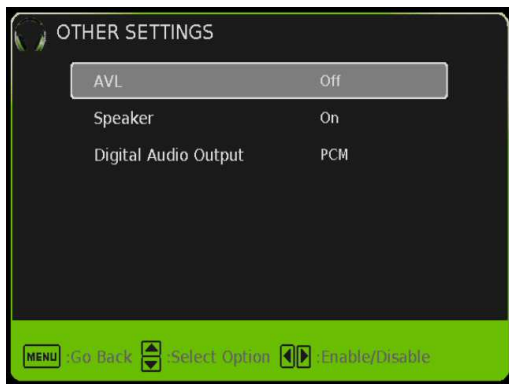 OTHER SETTINGS
AVL Off
Speaker On
Digital Audio Output PCM
MENU :Go Back :Select Option :Enable/Disable